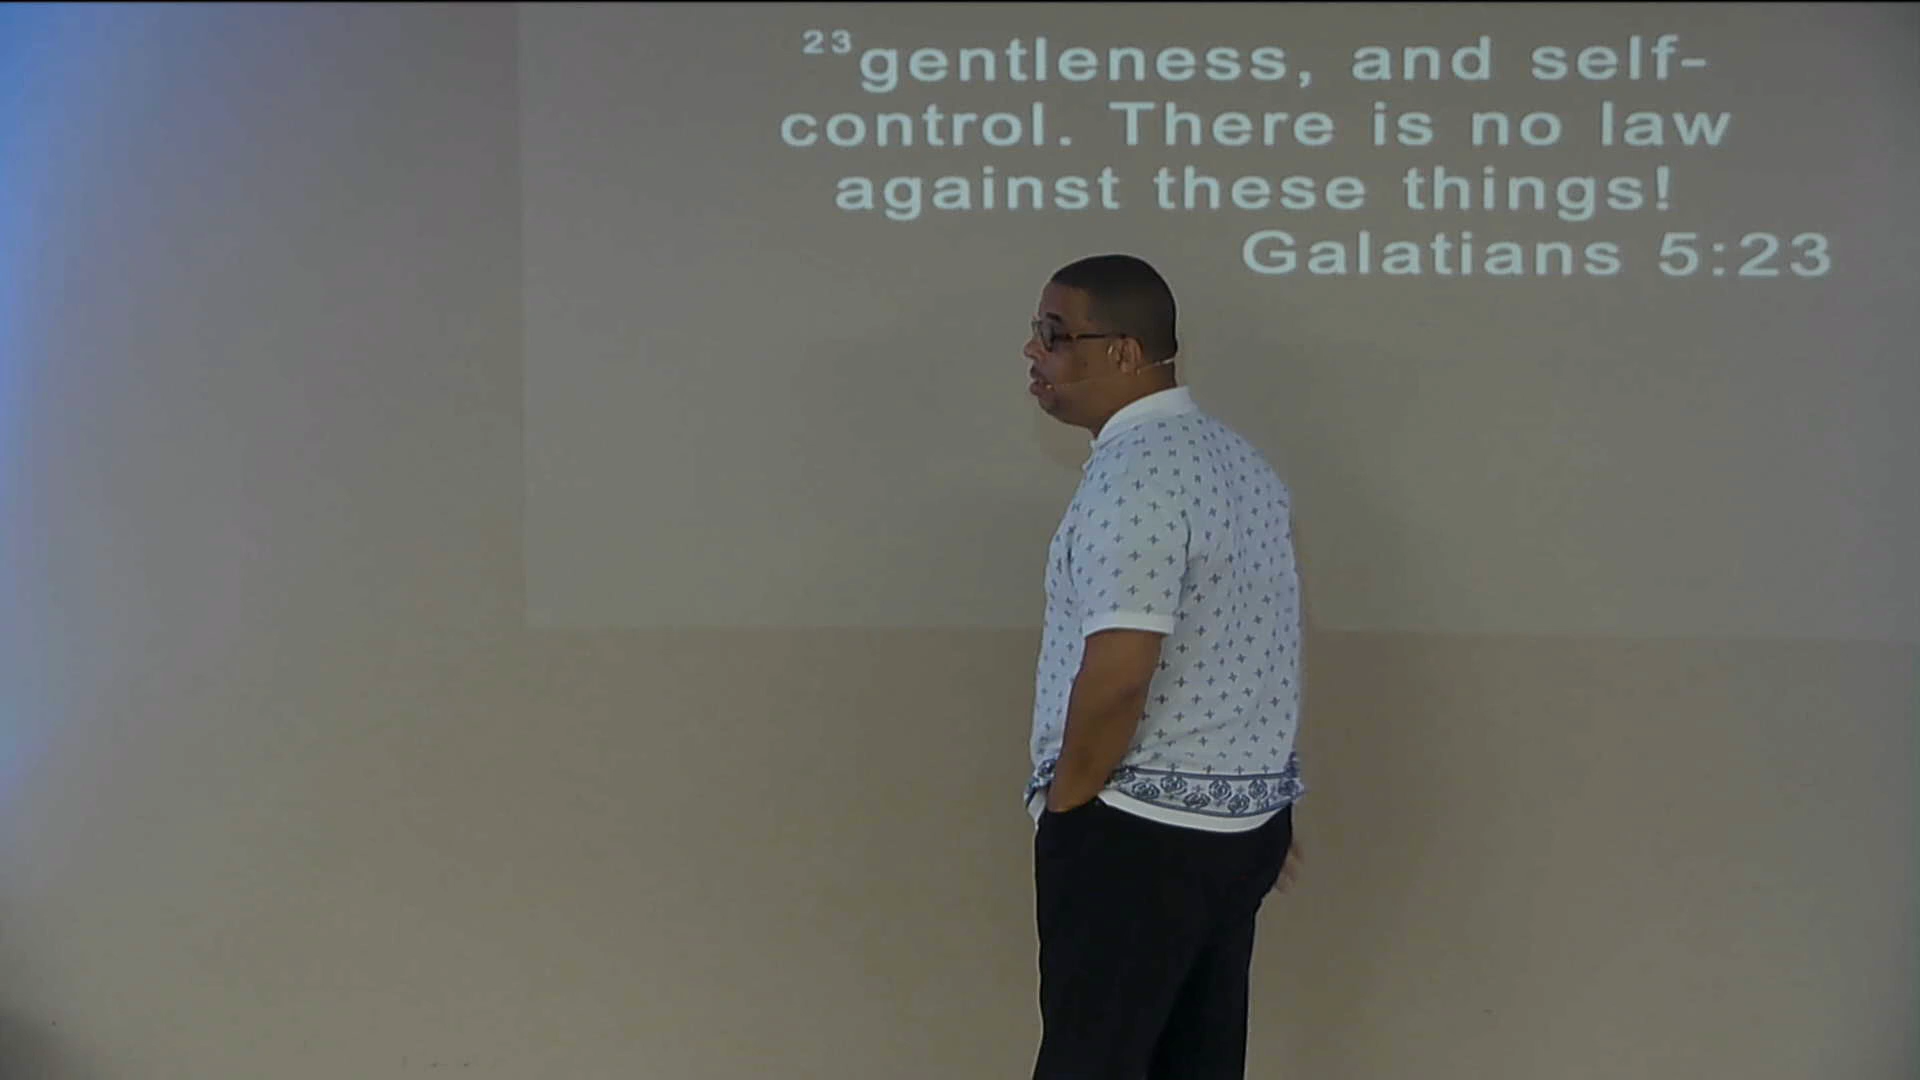 23gentleness, and self-
control. There is no law
against these things!
Galatians 5:23